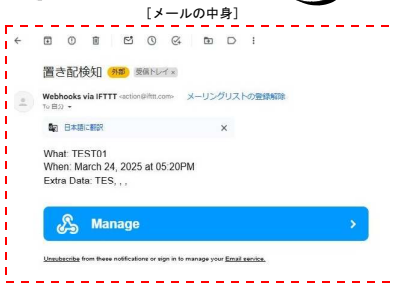 [メールの中身]
置き配検知 外部 受信トレイ ×
Webhooks via IFTTT <action@ifttt.com> メーリングリストの登録解除
To 自分
日本語に翻訳 ×
What: TEST01
When: March 24, 2025 at 05:20PM
Extra Data: TES, , ,
Manage
Unsubscribe from these notifications or sign in to manage your Email service.